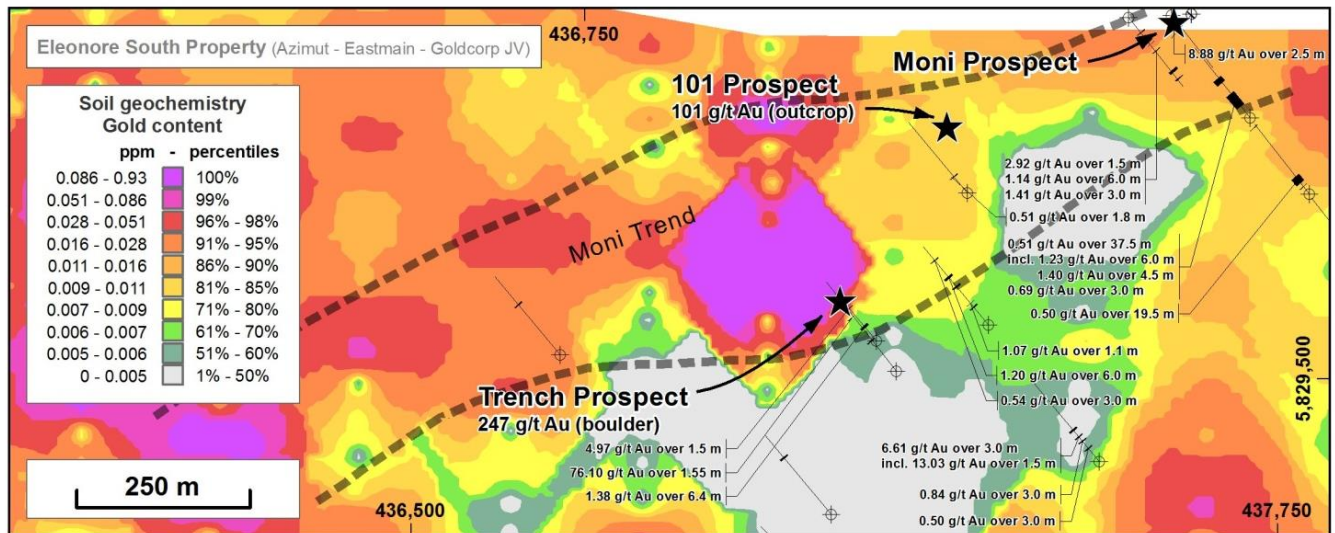 Eleonore South Property (Azimut - Eastmain - Goldcorp JV)
436,750
Moni Prospect
8.88 g/t Au over 2.5 m
101 Prospect
101 g/t Au (outcrop)
Soil geochemistry
Gold content
ppm - percentiles
0.086 - 0.93 100%
0.051 - 0.086 99%
0.028 - 0.051 96% - 98%
0.016 - 0.028 91% - 95%
0.011 - 0.016 86% - 90%
0.009 - 0.011 81% - 85%
0.007 - 0.009 71% - 80%
0.006 - 0.007 61% - 70%
0.005 - 0.006 51% - 60%
0 - 0.005 1% - 50%
Moni Trend
2.92 g/t Au over 1.5 m
1.14 g/t Au over 6.0 m
1.41 g/t Au over 3.0 m
0.51 g/t Au over 1.8 m
0.51 g/t Au over 37.5 m
incl. 1.23 g/t Au over 6.0 m
1.40 g/t Au over 4.5 m
0.69 g/t Au over 3.0 m
0.50 g/t Au over 19.5 m
1.07 g/t Au over 1.1 m
1.20 g/t Au over 6.0 m
0.54 g/t Au over 3.0 m
5,829,500
Trench Prospect
247 g/t Au (boulder)
4.97 g/t Au over 1.5 m
76.10 g/t Au over 1.55 m
1.38 g/t Au over 6.4 m
6.61 g/t Au over 3.0 m
incl. 13.03 g/t Au over 1.5 m
0.84 g/t Au over 3.0 m
0.50 g/t Au over 3.0 m
250 m
436,500
437,750